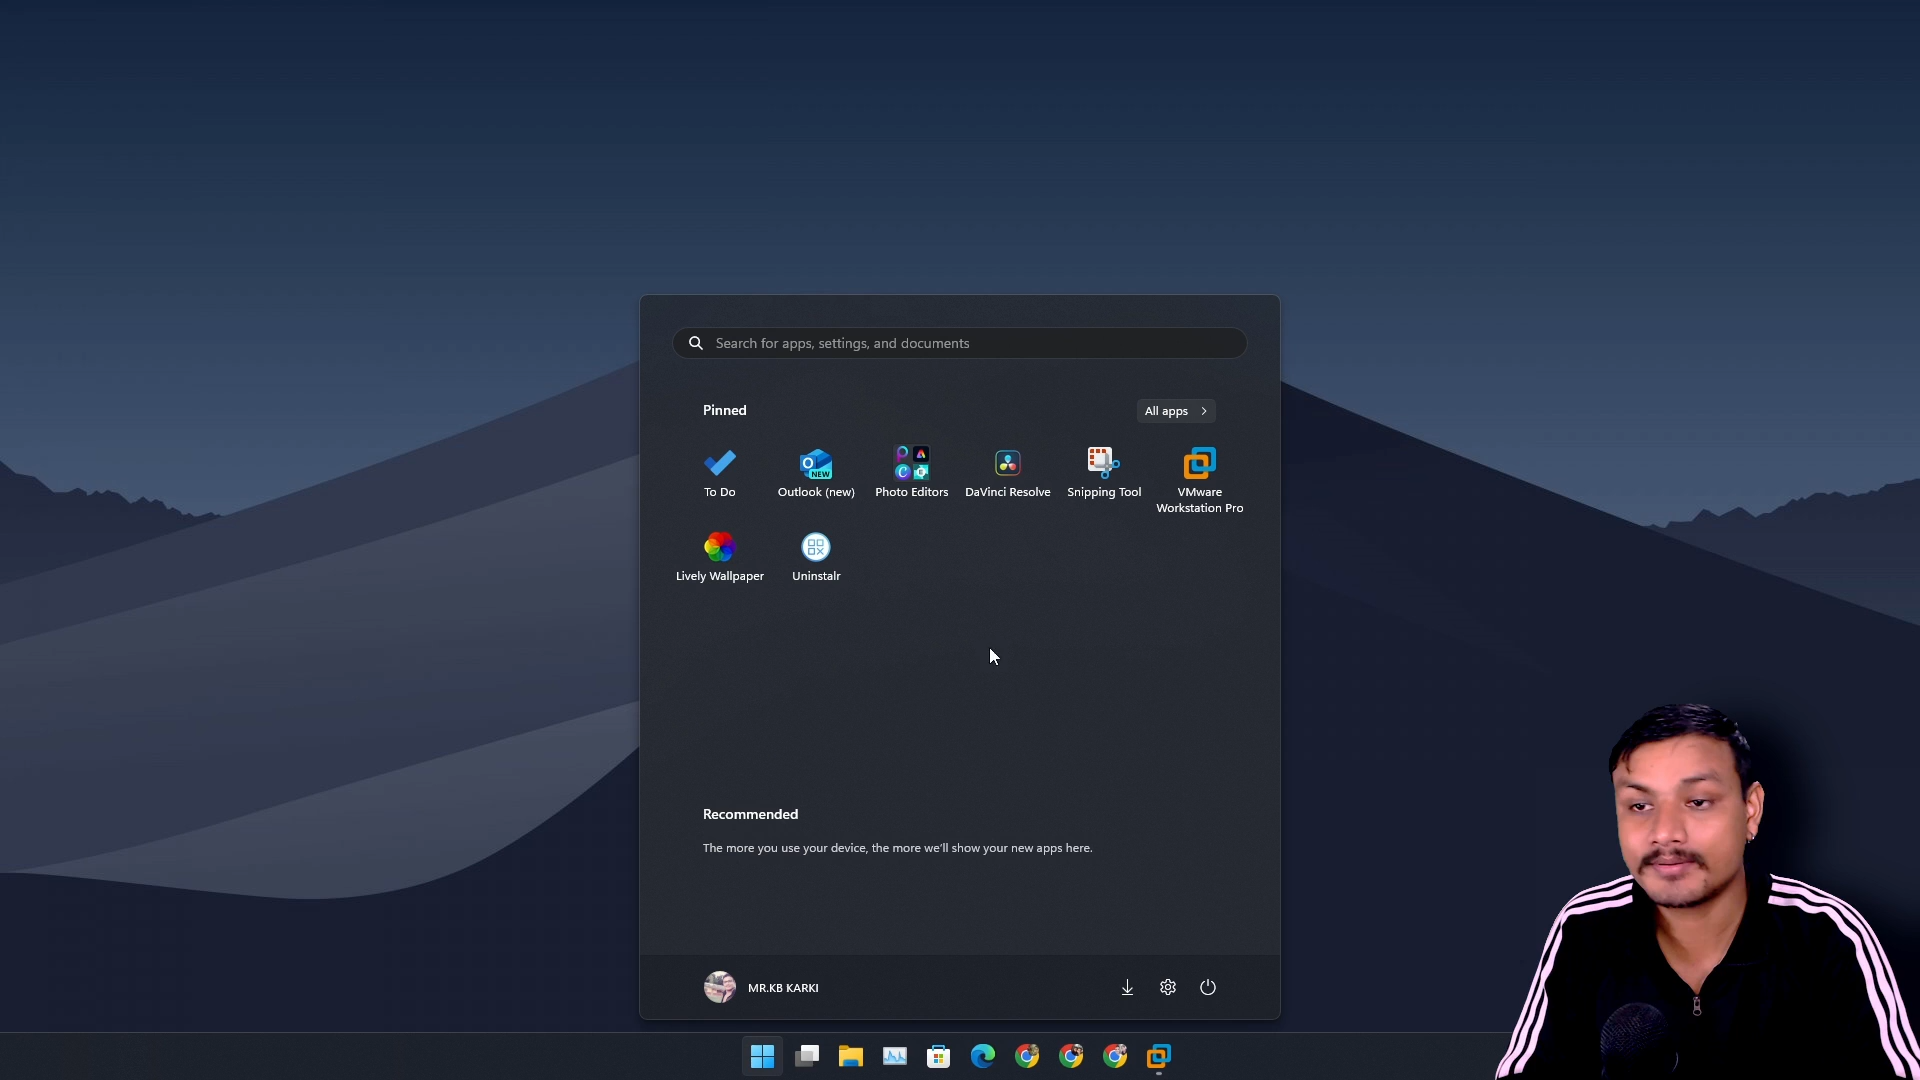 Search for apps, settings, and documents
Pinned
All apps
To Do
Outlook (new)
Photo Editors
DaVinci Resolve
Snipping Tool
VMware
Workstation Pro
Lively Wallpaper
Uninstalr
Recommended
The more you use your device, the more we'll show your new apps here.
MR.KB KARKI